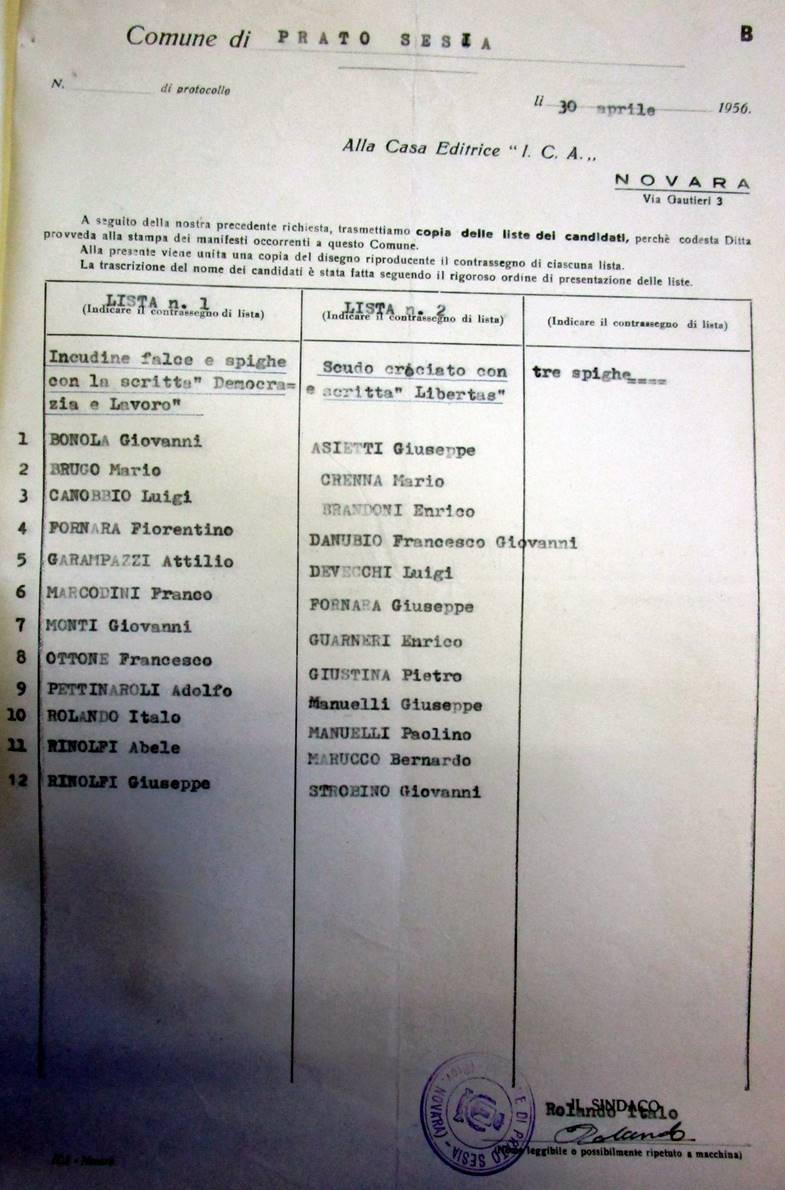 Comune di PRATO SESIA
B
N. di protocollo
li 30 aprile 1956.
Alla Casa Editrice “I. C. A.„
NOVARA
Via Gautieri 3
A seguito della nostra precedente richiesta, trasmettiamo copia delle liste dei candidati, perchè codesta Ditta
provveda alla stampa dei manifesti occorrenti a questo Comune.
Alla presente viene unita una copia del disegno riproducente il contrassegno di ciascuna lista.
La trascrizione del nome dei candidati è stata fatta seguendo il rigoroso ordine di presentazione delle liste.
LISTA n. 1
(Indicare il contrassegno di lista)
LISTA n. 2
(Indicare il contrassegno di lista)
(Indicare il contrassegno di lista)
Incudine falce e spighe
con la scritta" Democra=
zia e Lavoro"
Scudo crociato con
e scritta" Libertas"
tre spighe====
1 BONOLA Giovanni
2 BRUGO Mario
3 CANOBBIO Luigi
4 FORNARA Fiorentino
5 GARAMPAZZI Attilio
6 MARCODINI Franco
7 MONTI Giovanni
8 OTTONE Francesco
9 PETTINAROLI Adolfo
10 ROLANDO Italo
11 RINOLFI Abele
12 RINOLFI Giuseppe
ASIETTI Giuseppe
CRENNA Mario
BRANDONI Enrico
DANUBIO Francesco Giovanni
DEVECCHI Luigi
FORNARA Giuseppe
GUARNERI Enrico
GIUSTINA Pietro
Manuelli Giuseppe
MANUELLI Paolino
MARUCCO Bernardo
STROBINO Giovanni
IL SINDACO
Rolando Italo
Rolando
(Nome leggibile o possibilmente ripetuto a macchina)
E DI PRATO SESIA - (NOVARA)
ICA - Novara